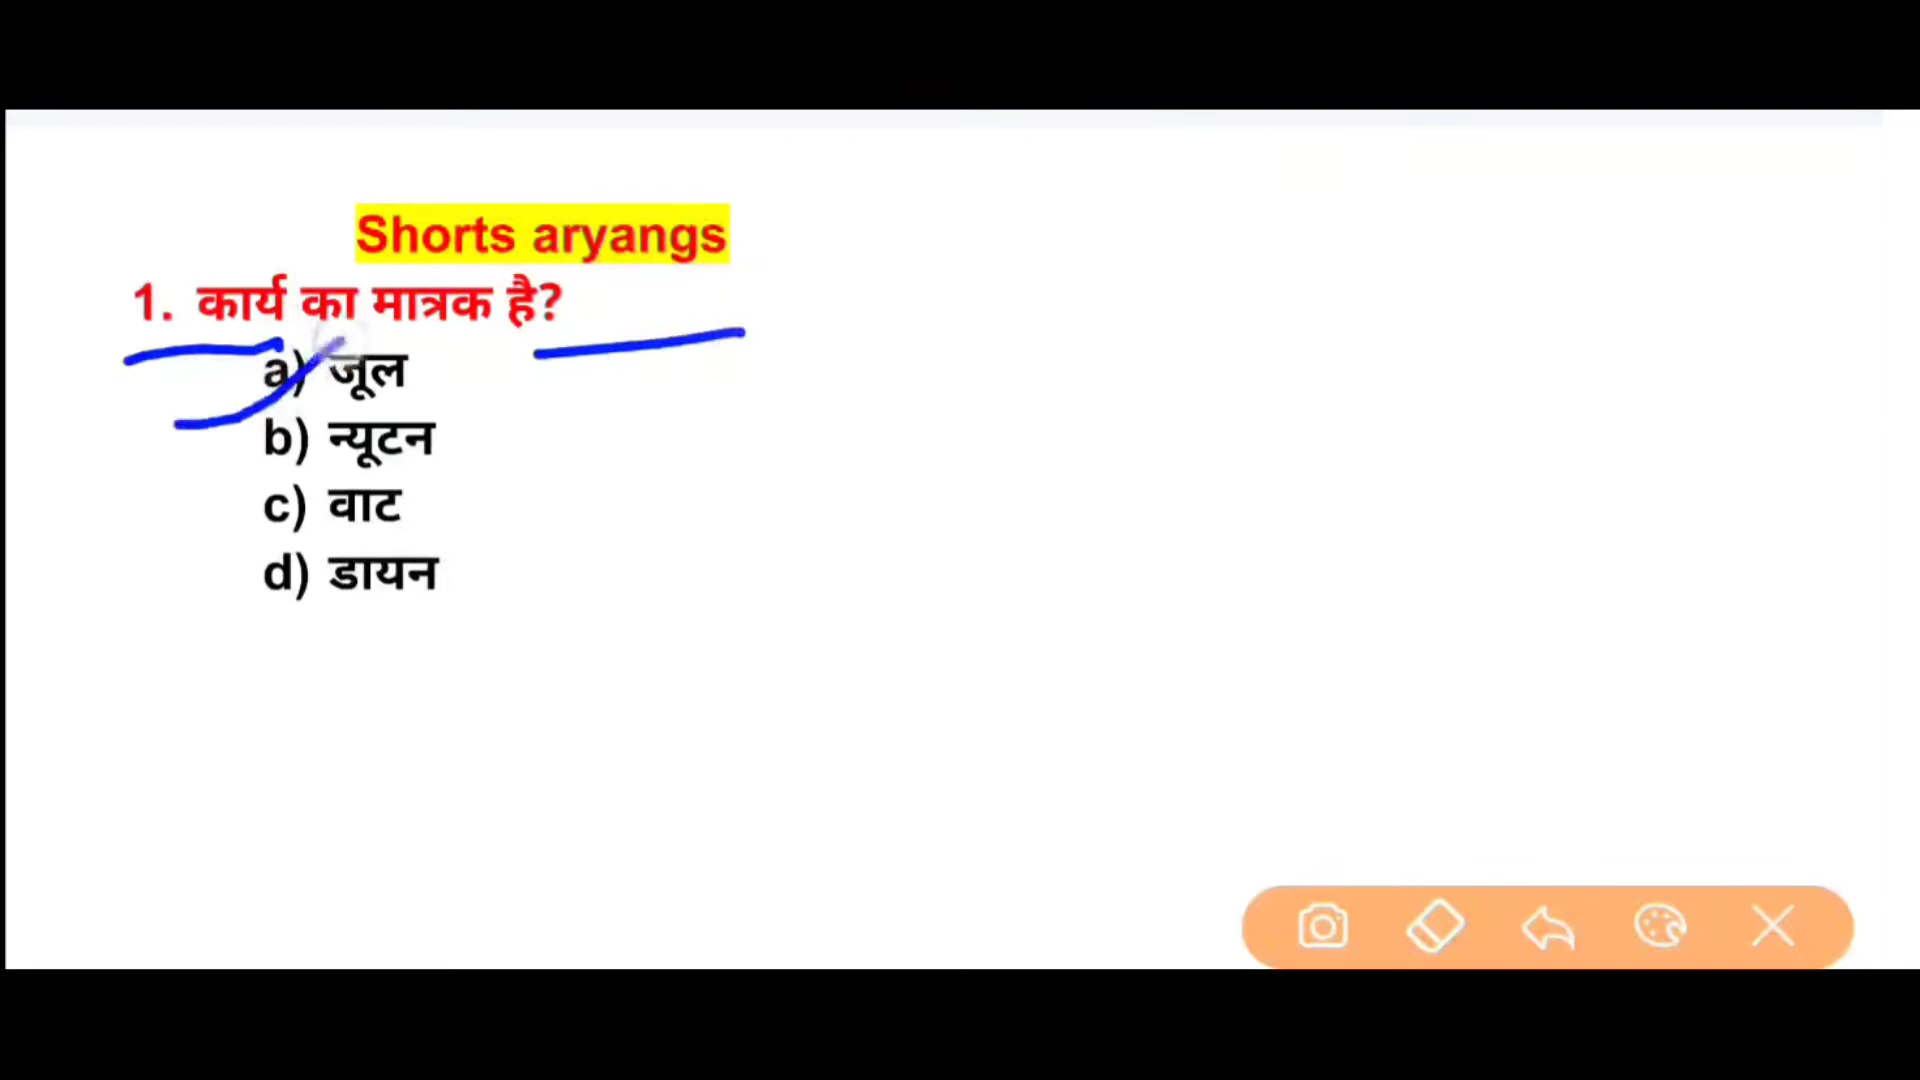 Shorts aryangs
1. कार्य का मात्रक है?
a) जूल
b) न्यूटन
c) वाट
d) डायन